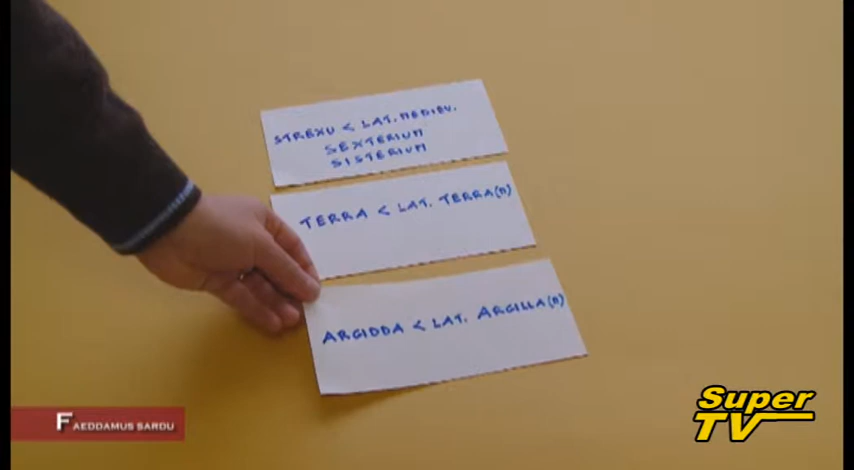 STREXU < LAT. MEDIEV.
SEXTERIUM
SISTERIUM
TERRA < LAT. TERRA(M)
ARGIDDA < LAT. ARGILLA(M)
FAEDDAMUS SARDU
Super
TV